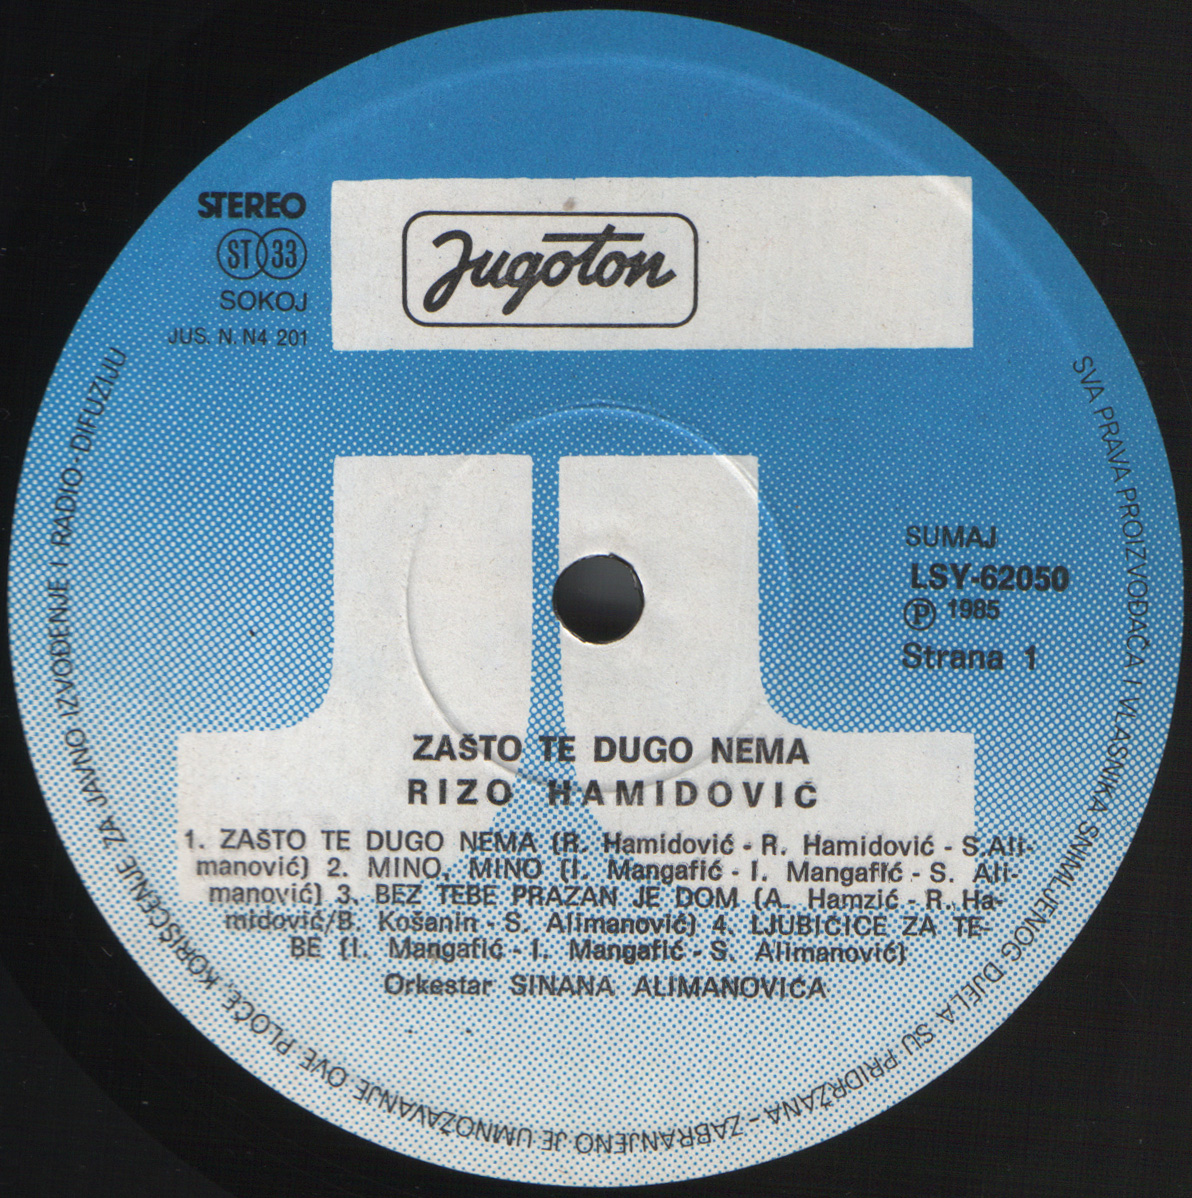 STEREO
ST 33
SOKOJ
JUS. N. N4 201
Jugoton
SUMAJ
LSY-62050
Ⓟ 1985
Strana 1
ZAŠTO TE DUGO NEMA
RIZO HAMIDOVIĆ
1. ZAŠTO TE DUGO NEMA (R. Hamidović - R. Hamidović - S. Ali-
manović) 2. MINO, MINO (I. Mangafić - I. Mangafić - S. Ali-
manović) 3. BEZ TEBE PRAZAN JE DOM (A. Hamzić - R. Ha-
midović/B. Košanin - S. Alimanović) 4. LJUBIČICE ZA TE-
BE (I. Mangafić - I. Mangafić - S. Alimanović)
Orkestar SINANA ALIMANOVIĆA
SVA PRAVA PROIZVOĐAČA I VLASNIKA SNIMLJENOG DJELA SU PRIDRŽANA – ZABRANJENO JE UMNOŽAVANJE OVE PLOČE, KORIŠĆENJE ZA JAVNO IZVOĐENJE I RADIO-DIFUZIJU